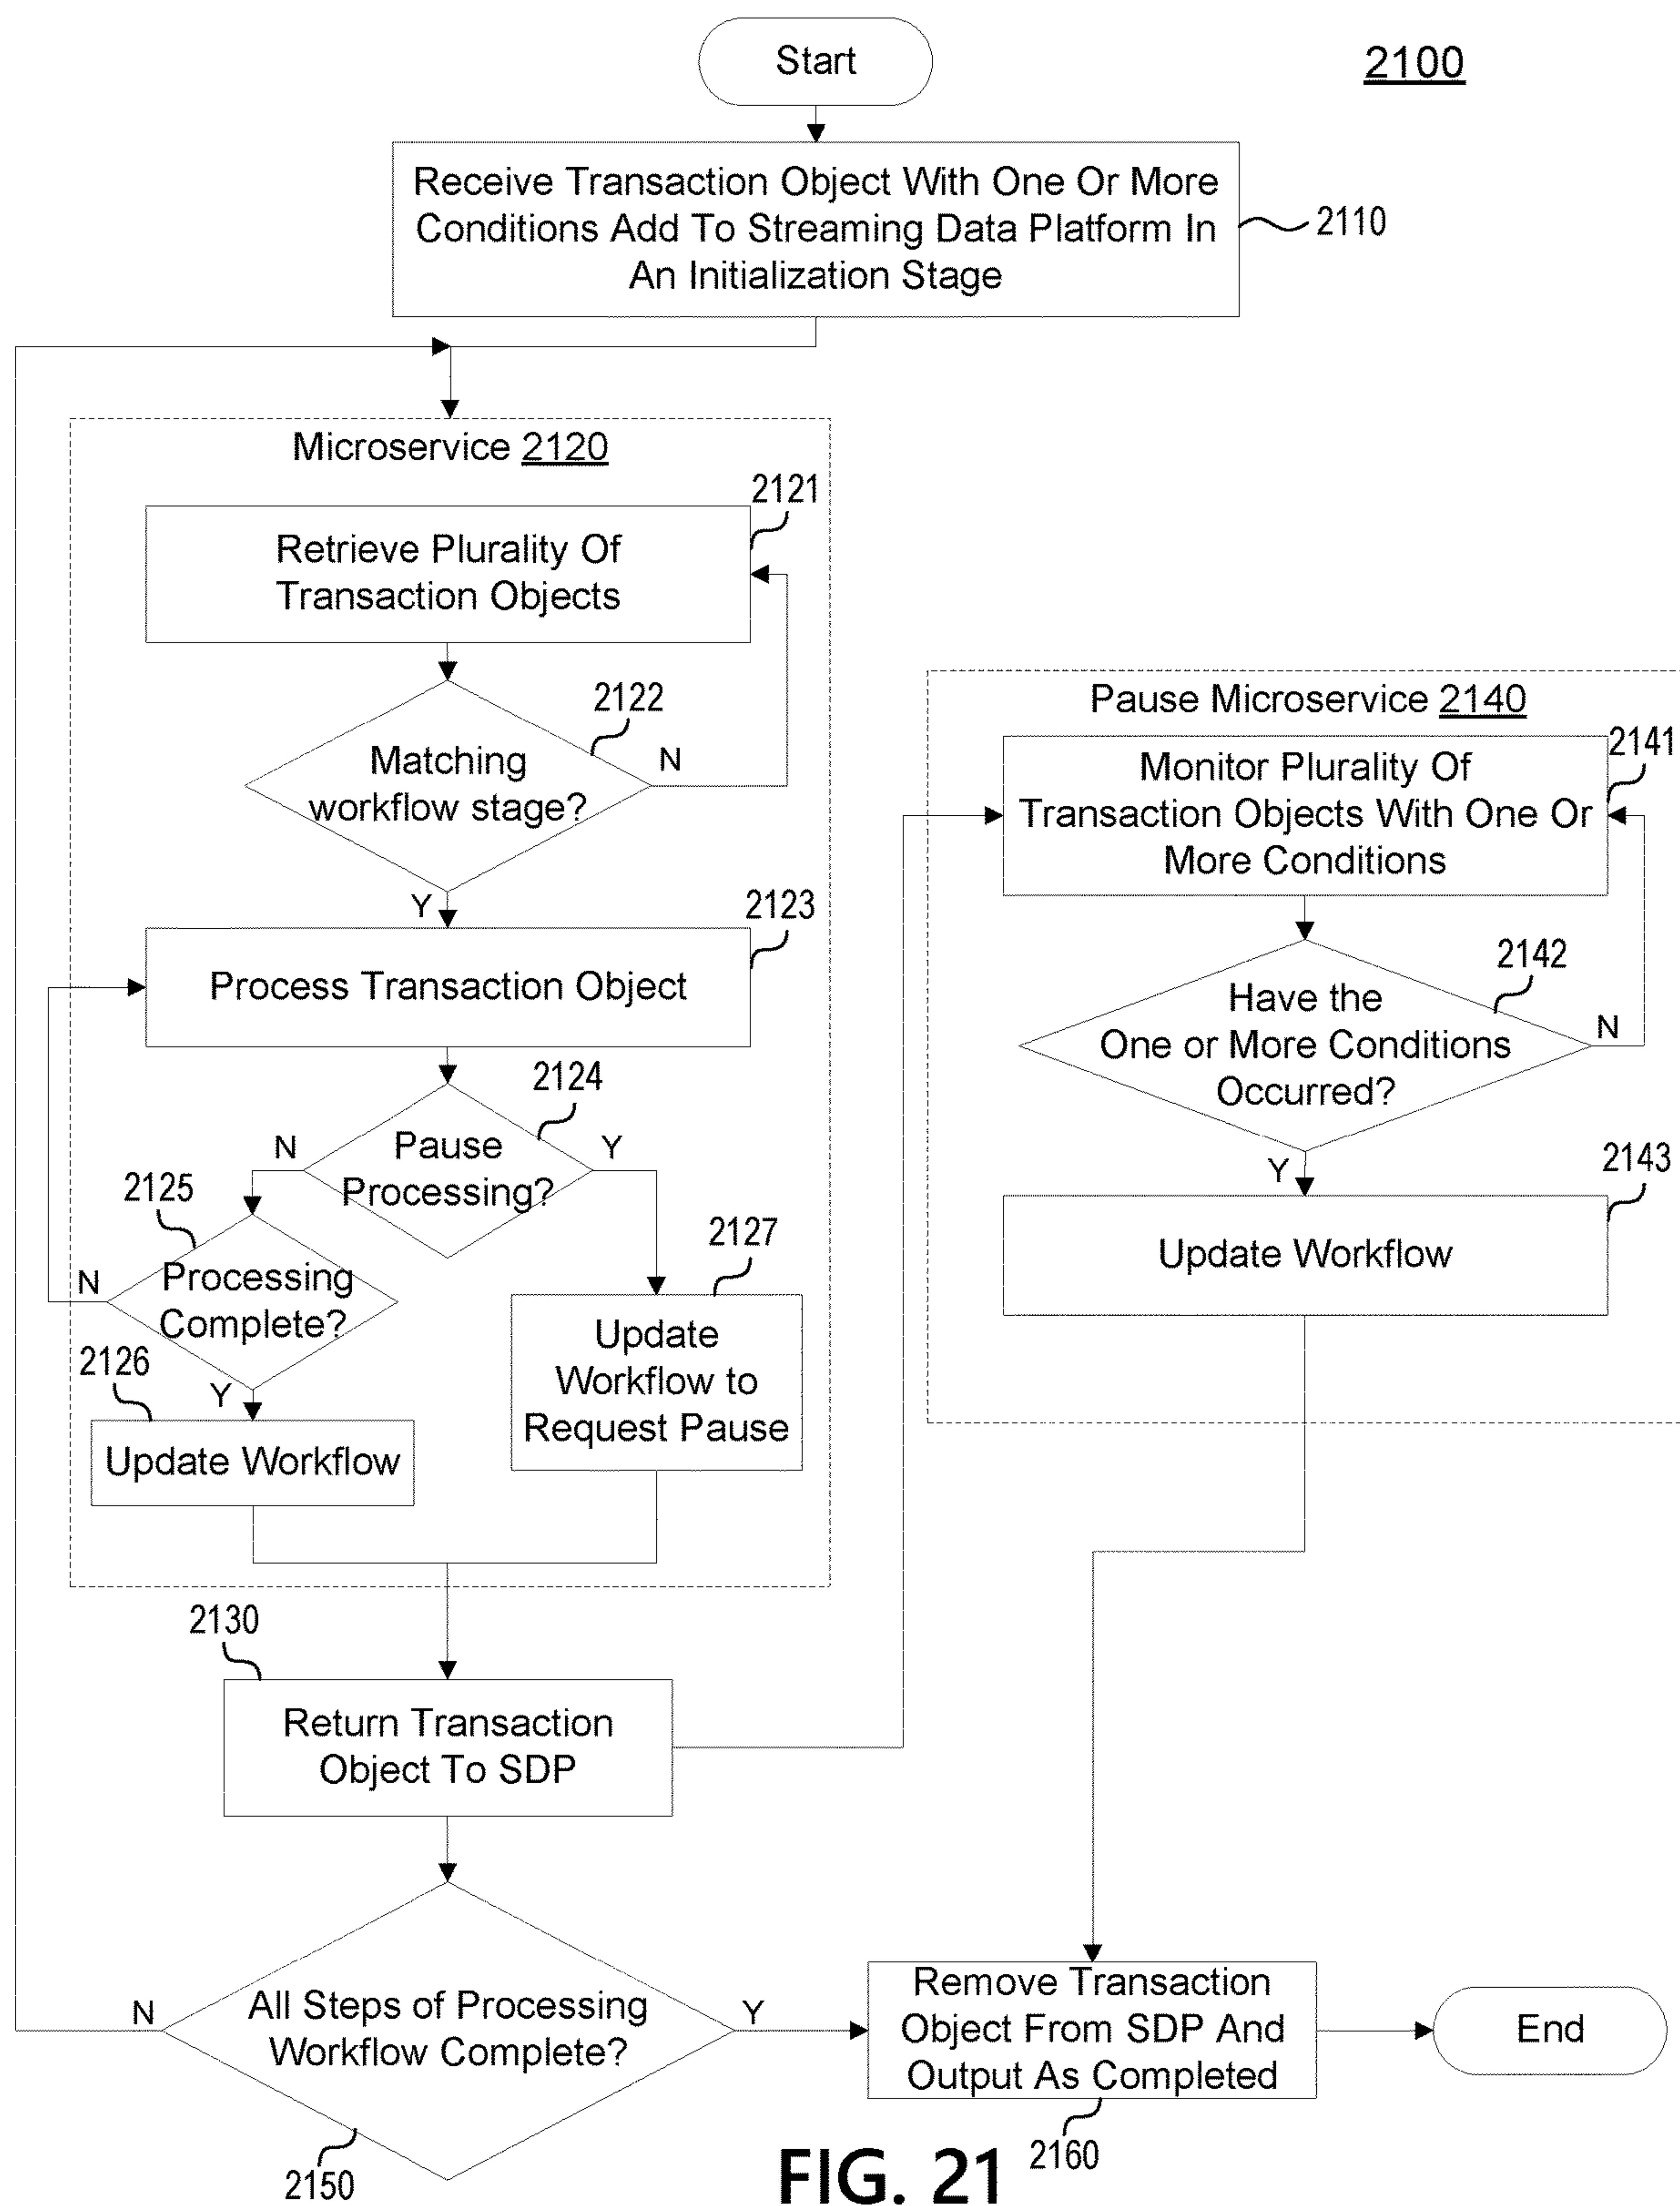 Start
2100
Receive Transaction Object With One Or More
Conditions Add To Streaming Data Platform In
An Initialization Stage
2110
Microservice 2120
2121
Retrieve Plurality Of
Transaction Objects
2122
Matching
workflow stage?
N
Y
2123
Process Transaction Object
2124
Pause
Processing?
N
Y
2125
Processing
Complete?
N
Y
2126
Update Workflow
2127
Update
Workflow to
Request Pause
Pause Microservice 2140
2141
Monitor Plurality Of
Transaction Objects With One Or
More Conditions
2142
Have the
One or More Conditions
Occurred?
N
Y
2143
Update Workflow
2130
Return Transaction
Object To SDP
All Steps of Processing
Workflow Complete?
N
Y
2150
Remove Transaction
Object From SDP And
Output As Completed
2160
End
FIG. 21